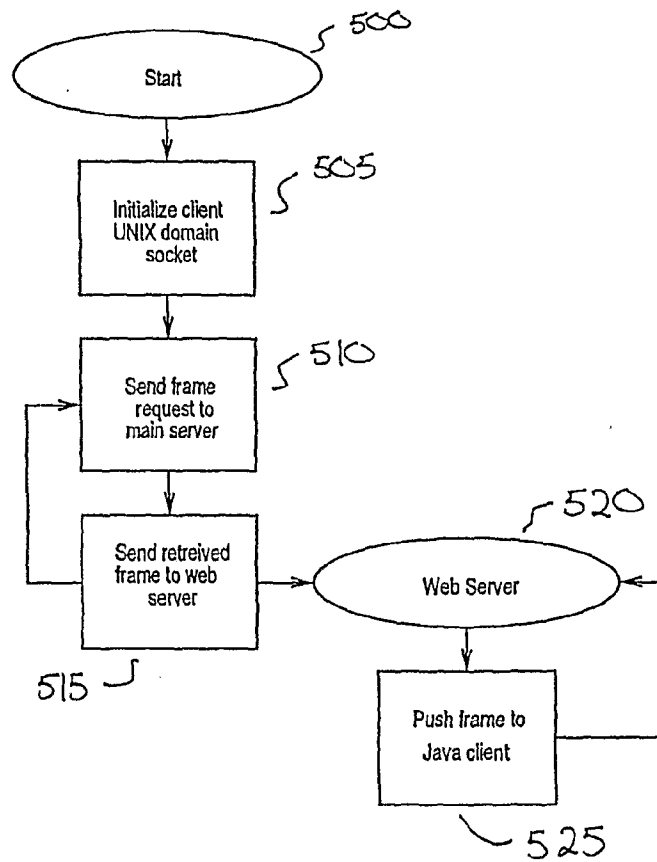 500
Start
505
Initialize client
UNIX domain
socket
510
Send frame
request to
main server
520
Send retreived
frame to web
server
Web Server
515
Push frame to
Java client
525